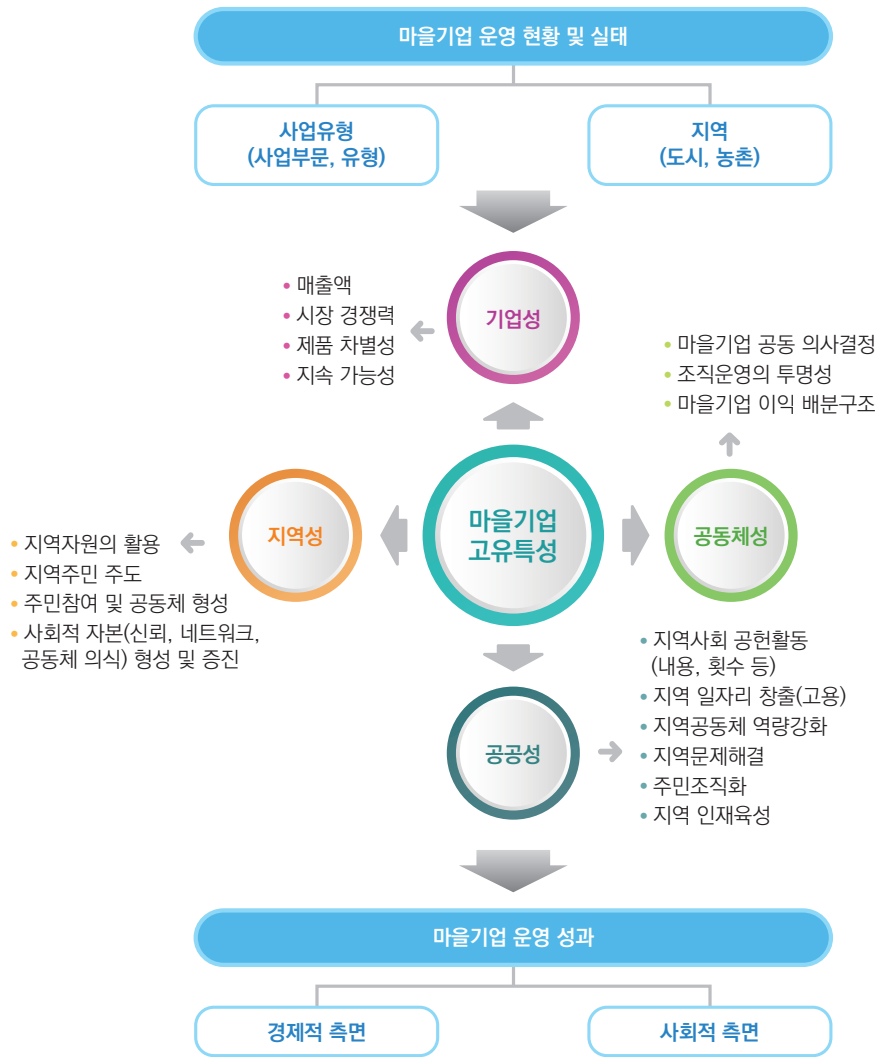 마을기업 운영 현황 및 실태
사업유형
(사업부문, 유형)
지역
(도시, 농촌)
기업성
• 매출액
• 시장 경쟁력
• 제품 차별성
• 지속 가능성
• 마을기업 공동 의사결정
• 조직운영의 투명성
• 마을기업 이익 배분구조
지역성
마을기업
고유특성
공동체성
• 지역자원의 활용
• 지역주민 주도
• 주민참여 및 공동체 형성
• 사회적 자본(신뢰, 네트워크,
공동체 의식) 형성 및 증진
공공성
• 지역사회 공헌활동
(내용, 횟수 등)
• 지역 일자리 창출(고용)
• 지역공동체 역량강화
• 지역문제해결
• 주민조직화
• 지역 인재육성
마을기업 운영 성과
경제적 측면
사회적 측면